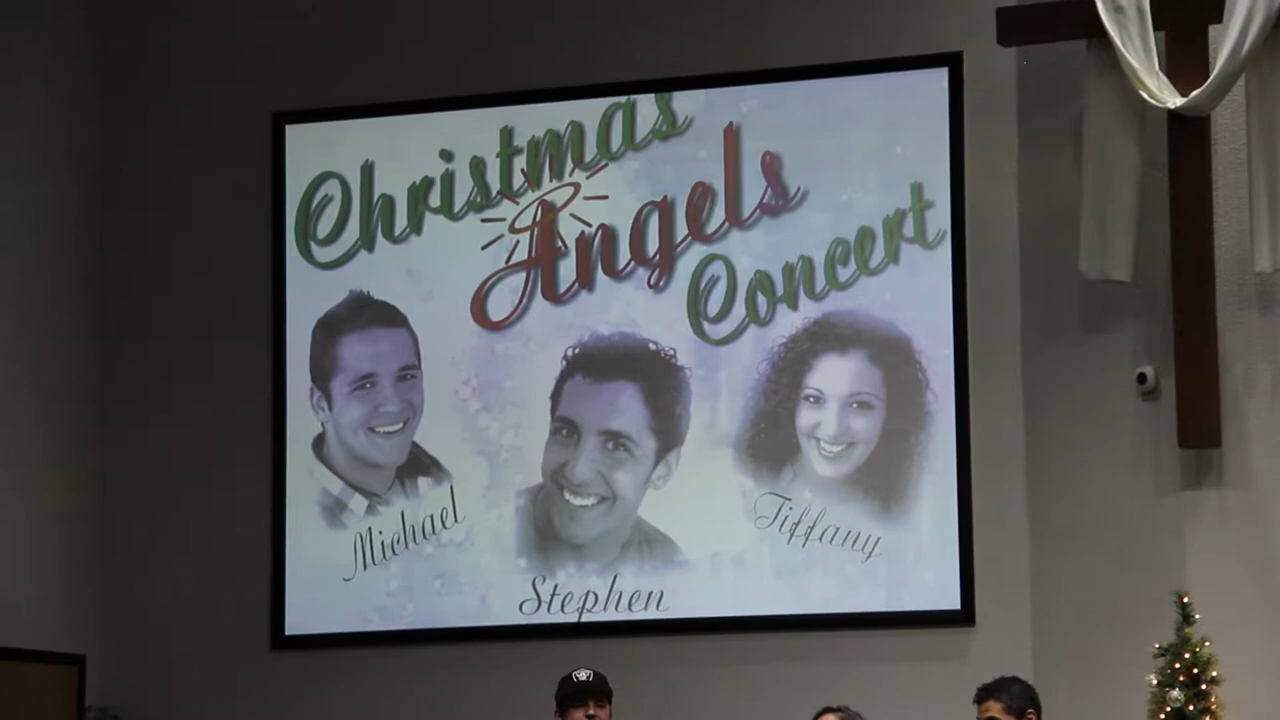 Christmas
Angels
Concert
Michael
Stephen
Tiffany